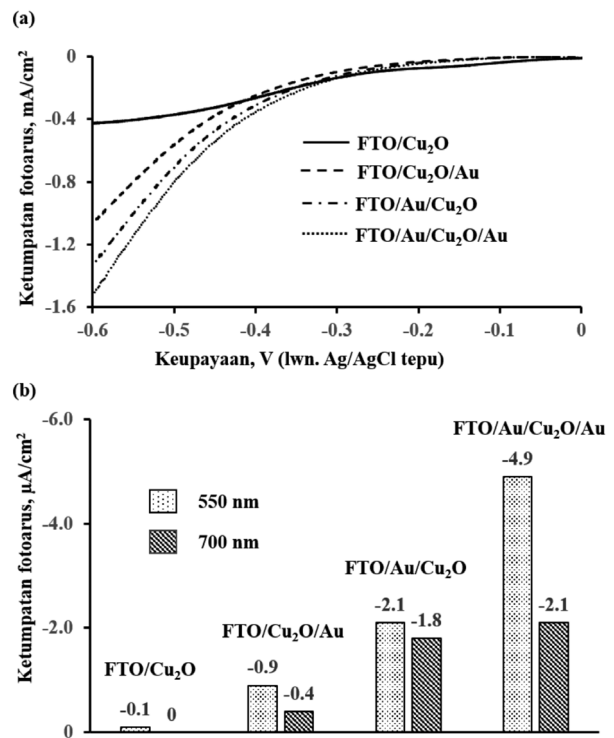 (a)
0
-0.4
-0.8
-1.2
-1.6
Ketumpatan fotoarus, mA/cm²
FTO/Cu₂O
FTO/Cu₂O/Au
FTO/Au/Cu₂O
FTO/Au/Cu₂O/Au
-0.6 -0.5 -0.4 -0.3 -0.2 -0.1 0
Keupayaan, V (lwn. Ag/AgCl tepu)
(b)
-6.0
-4.0
-2.0
0
Ketumpatan fotoarus, µA/cm²
550 nm
700 nm
FTO/Cu₂O
-0.1 0
FTO/Cu₂O/Au
-0.9 -0.4
FTO/Au/Cu₂O
-2.1 -1.8
FTO/Au/Cu₂O/Au
-4.9 -2.1